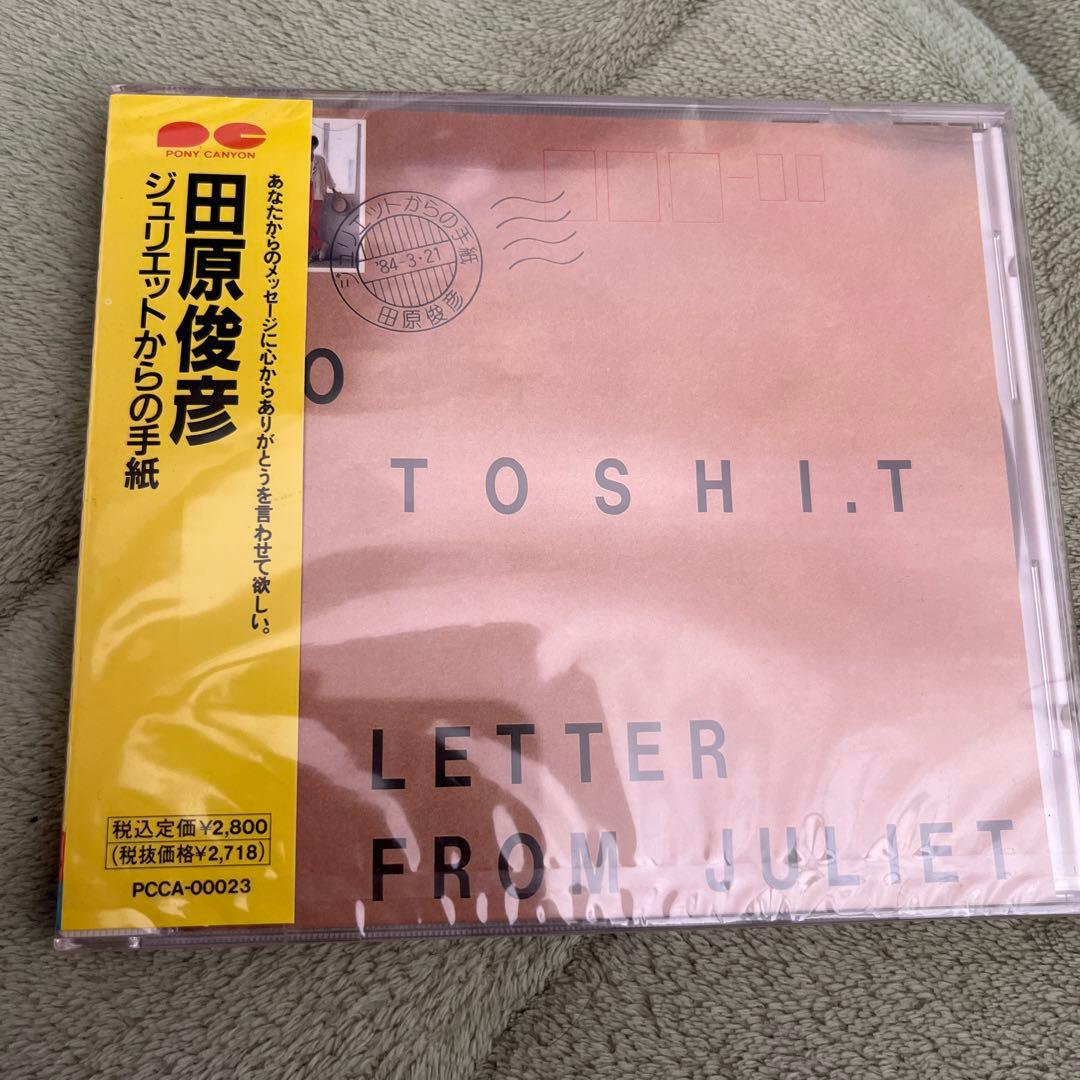 PONY CANYON
あなたからのメッセージに心からありがとうを言わせて欲しい。
田原俊彦
ジュリエットからの手紙
税込定価¥2,800
(税抜価格¥2,718)
PCCA-00023
ジュリエットからの手紙
'84-3・21
田原俊彦
O
TOSHI.T
LETTER
FROM JULIET